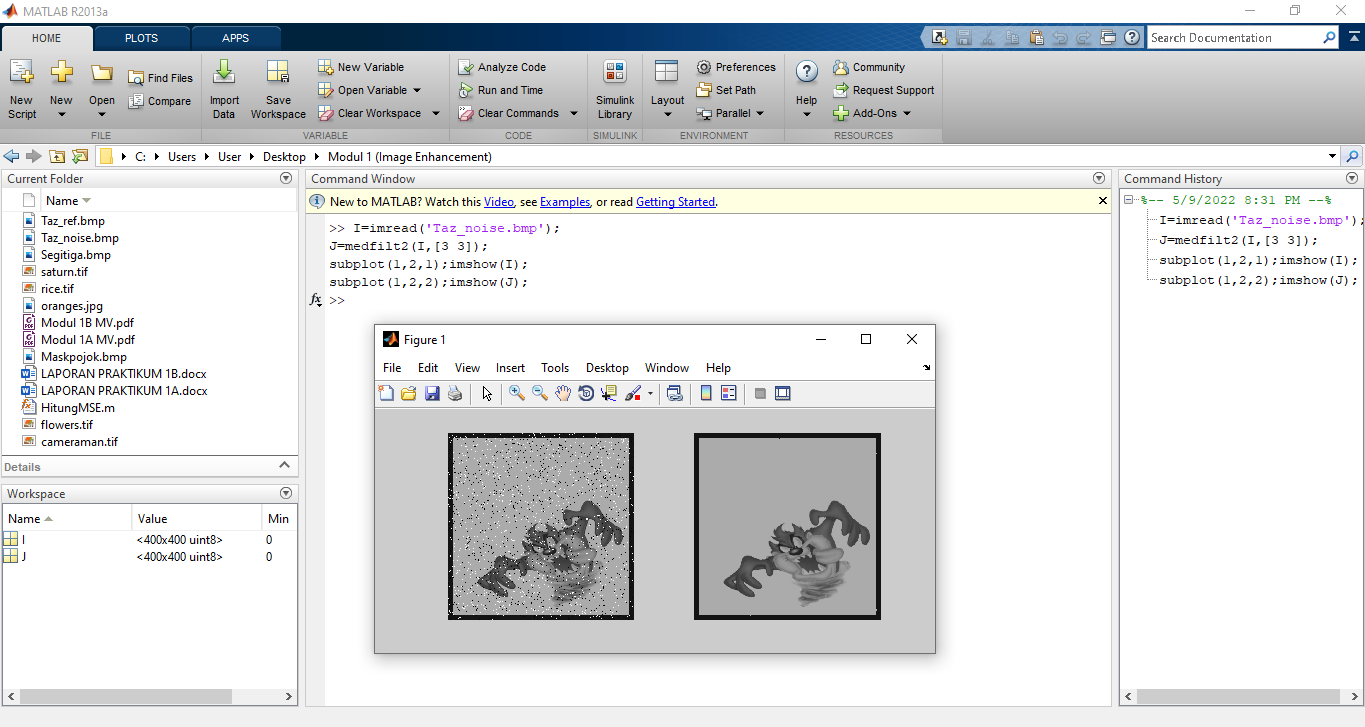 MATLAB R2013a
HOME PLOTS APPS
Search Documentation
New Script
New
Open
Find Files
Compare
Import Data
Save Workspace
New Variable
Open Variable
Clear Workspace
Analyze Code
Run and Time
Clear Commands
Simulink Library
Layout
Preferences
Set Path
Parallel
Help
Community
Request Support
Add-Ons
FILE VARIABLE CODE SIMULINK ENVIRONMENT RESOURCES
C: Users User Desktop Modul 1 (Image Enhancement)
Current Folder
Name
Taz_ref.bmp
Taz_noise.bmp
Segitiga.bmp
saturn.tif
rice.tif
oranges.jpg
Modul 1B MV.pdf
Modul 1A MV.pdf
Maskpojok.bmp
LAPORAN PRAKTIKUM 1B.docx
LAPORAN PRAKTIKUM 1A.docx
HitungMSE.m
flowers.tif
cameraman.tif
Details
Workspace
Name Value Min
I <400x400 uint8> 0
J <400x400 uint8> 0
Command Window
New to MATLAB? Watch this Video, see Examples, or read Getting Started.
>> I=imread('Taz_noise.bmp');
J=medfilt2(I,[3 3]);
subplot(1,2,1);imshow(I);
subplot(1,2,2);imshow(J);
fx >>
Figure 1
File Edit View Insert Tools Desktop Window Help
Command History
%-- 5/9/2022 8:31 PM --%
I=imread('Taz_noise.bmp');
J=medfilt2(I,[3 3]);
subplot(1,2,1);imshow(I);
subplot(1,2,2);imshow(J);